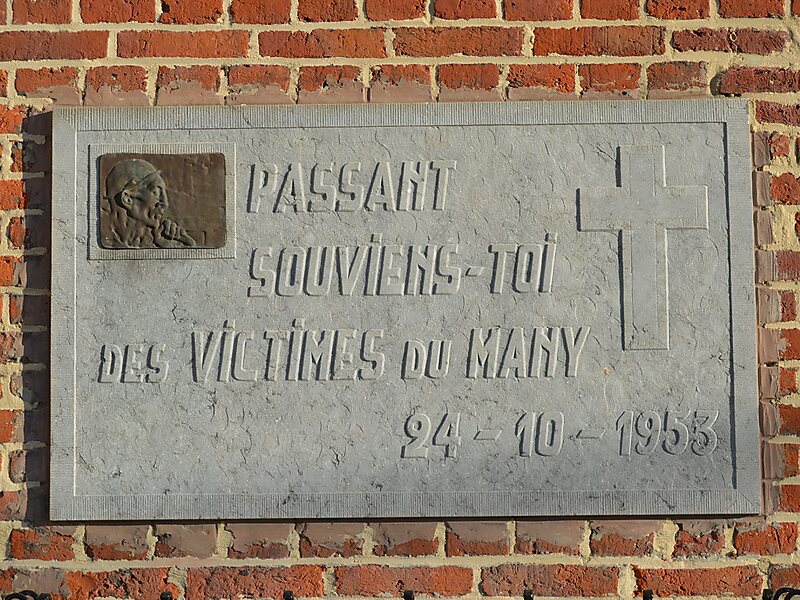 PASSANT
SOUVIENS-TOI
DES VICTIMES DU MANY
24-10-1953